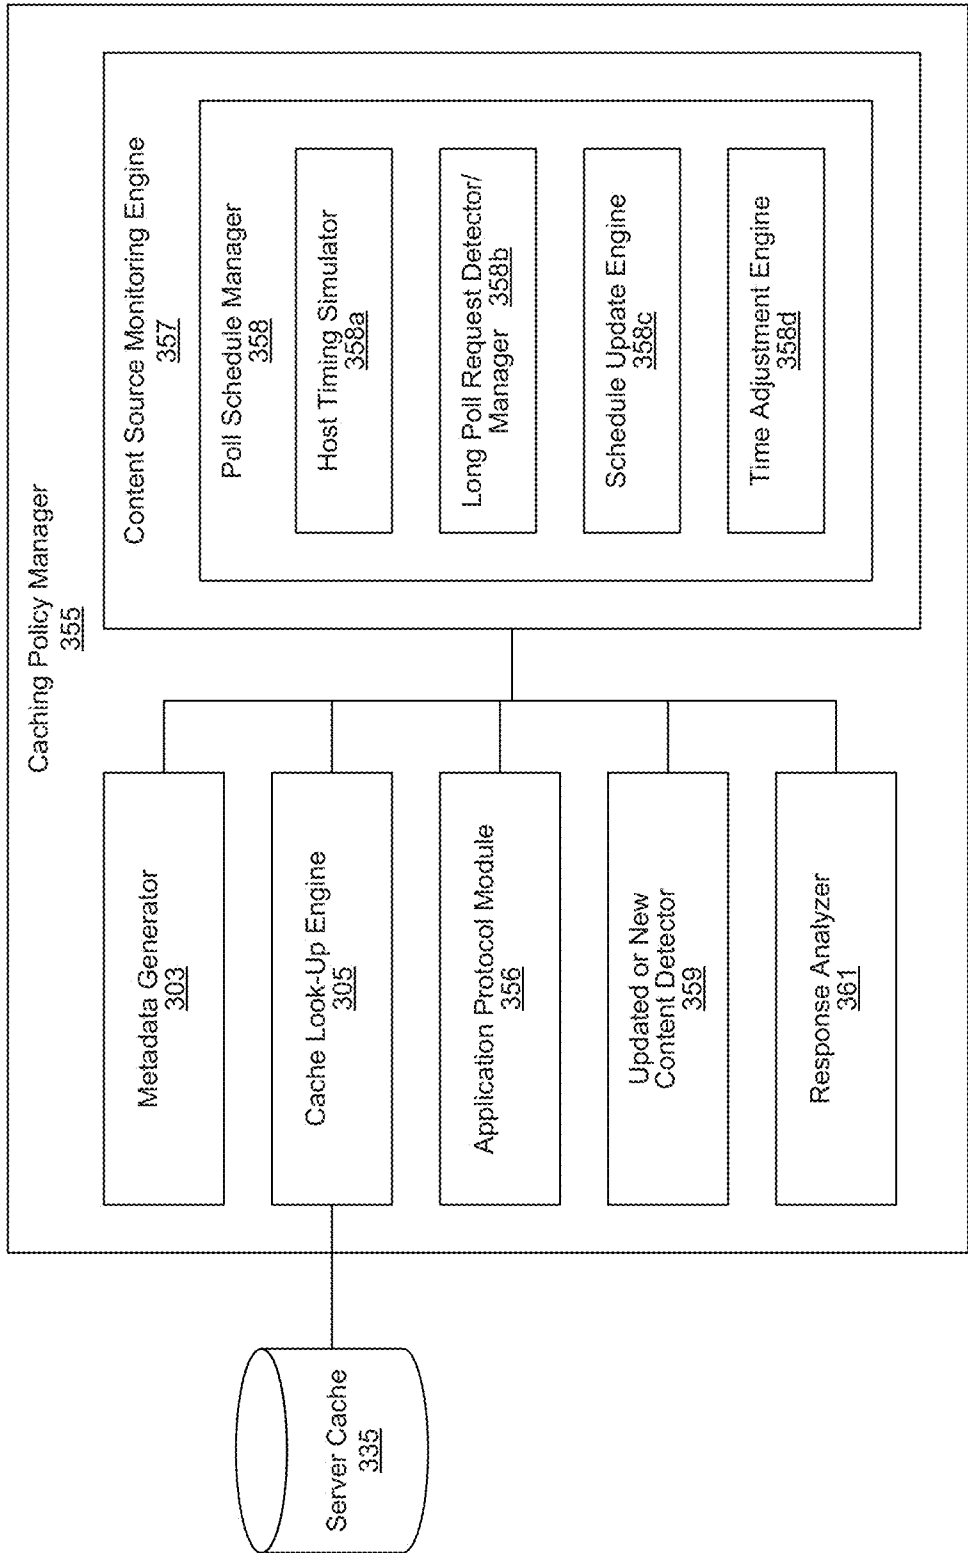 Caching Policy Manager
355
Metadata Generator
303
Cache Look-Up Engine
305
Application Protocol Module
356
Updated or New
Content Detector
359
Response Analyzer
361
Server Cache
335
Content Source Monitoring Engine
357
Poll Schedule Manager
358
Host Timing Simulator
358a
Long Poll Request Detector/
Manager 358b
Schedule Update Engine
358c
Time Adjustment Engine
358d